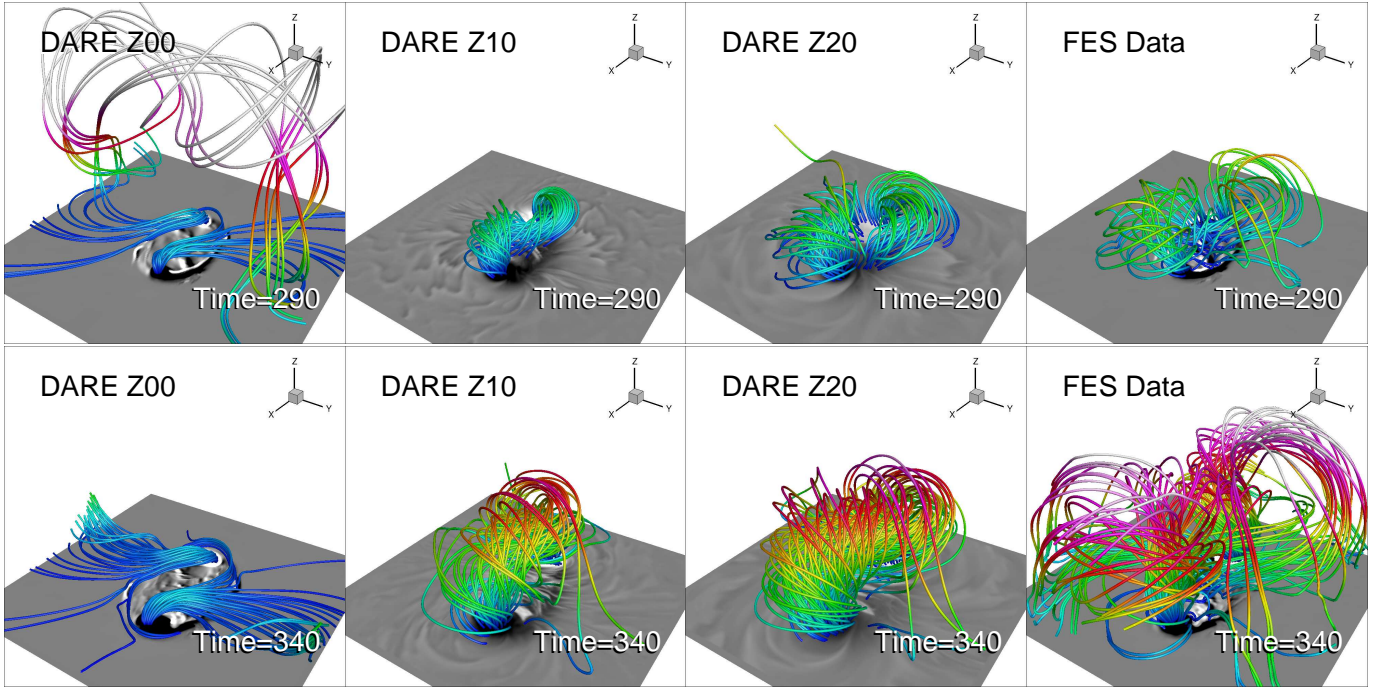 DARE Z00
Z
X
Y
Time=290
DARE Z10
Z
X
Y
Time=290
DARE Z20
Z
X
Y
Time=290
FES Data
Z
X
Y
Time=290
DARE Z00
Z
X
Y
Time=340
DARE Z10
Z
X
Y
Time=340
DARE Z20
Z
X
Y
Time=340
FES Data
Z
X
Y
Time=340